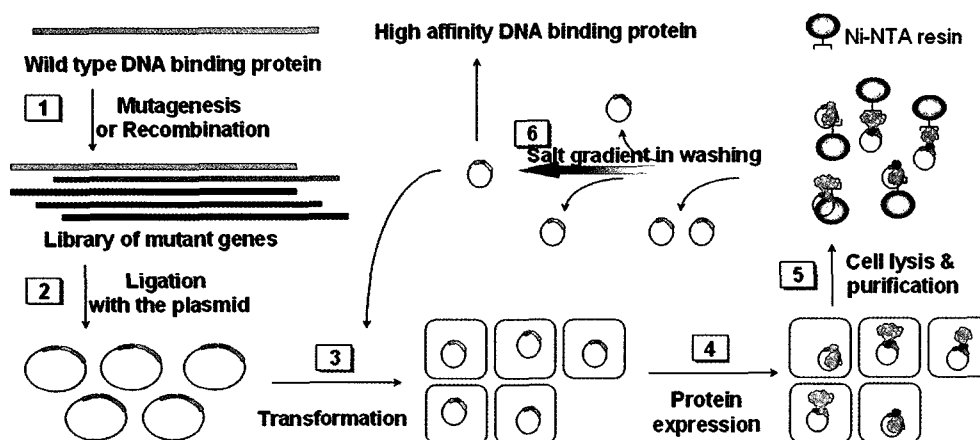 High affinity DNA binding protein
Ni-NTA resin
Wild type DNA binding protein
1
Mutagenesis
or Recombination
6
Salt gradient in washing
Library of mutant genes
2
Ligation
with the plasmid
5
Cell lysis &
purification
3
Transformation
4
Protein
expression